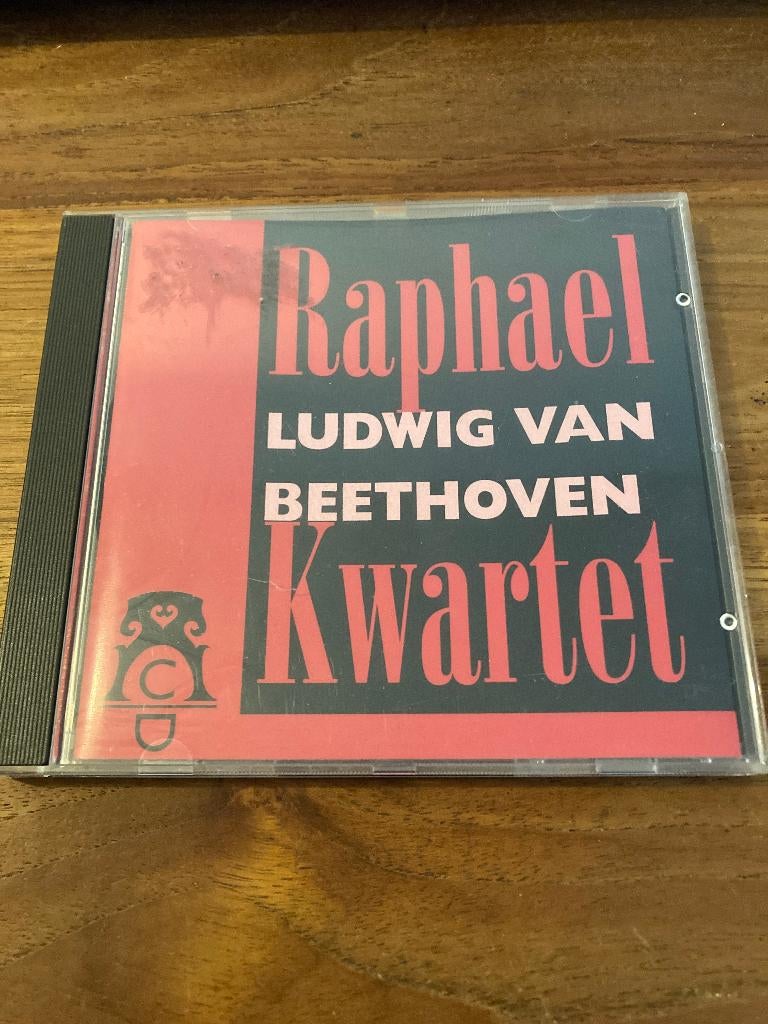 Raphael
LUDWIG VAN
BEETHOVEN
Kwartet
C
D